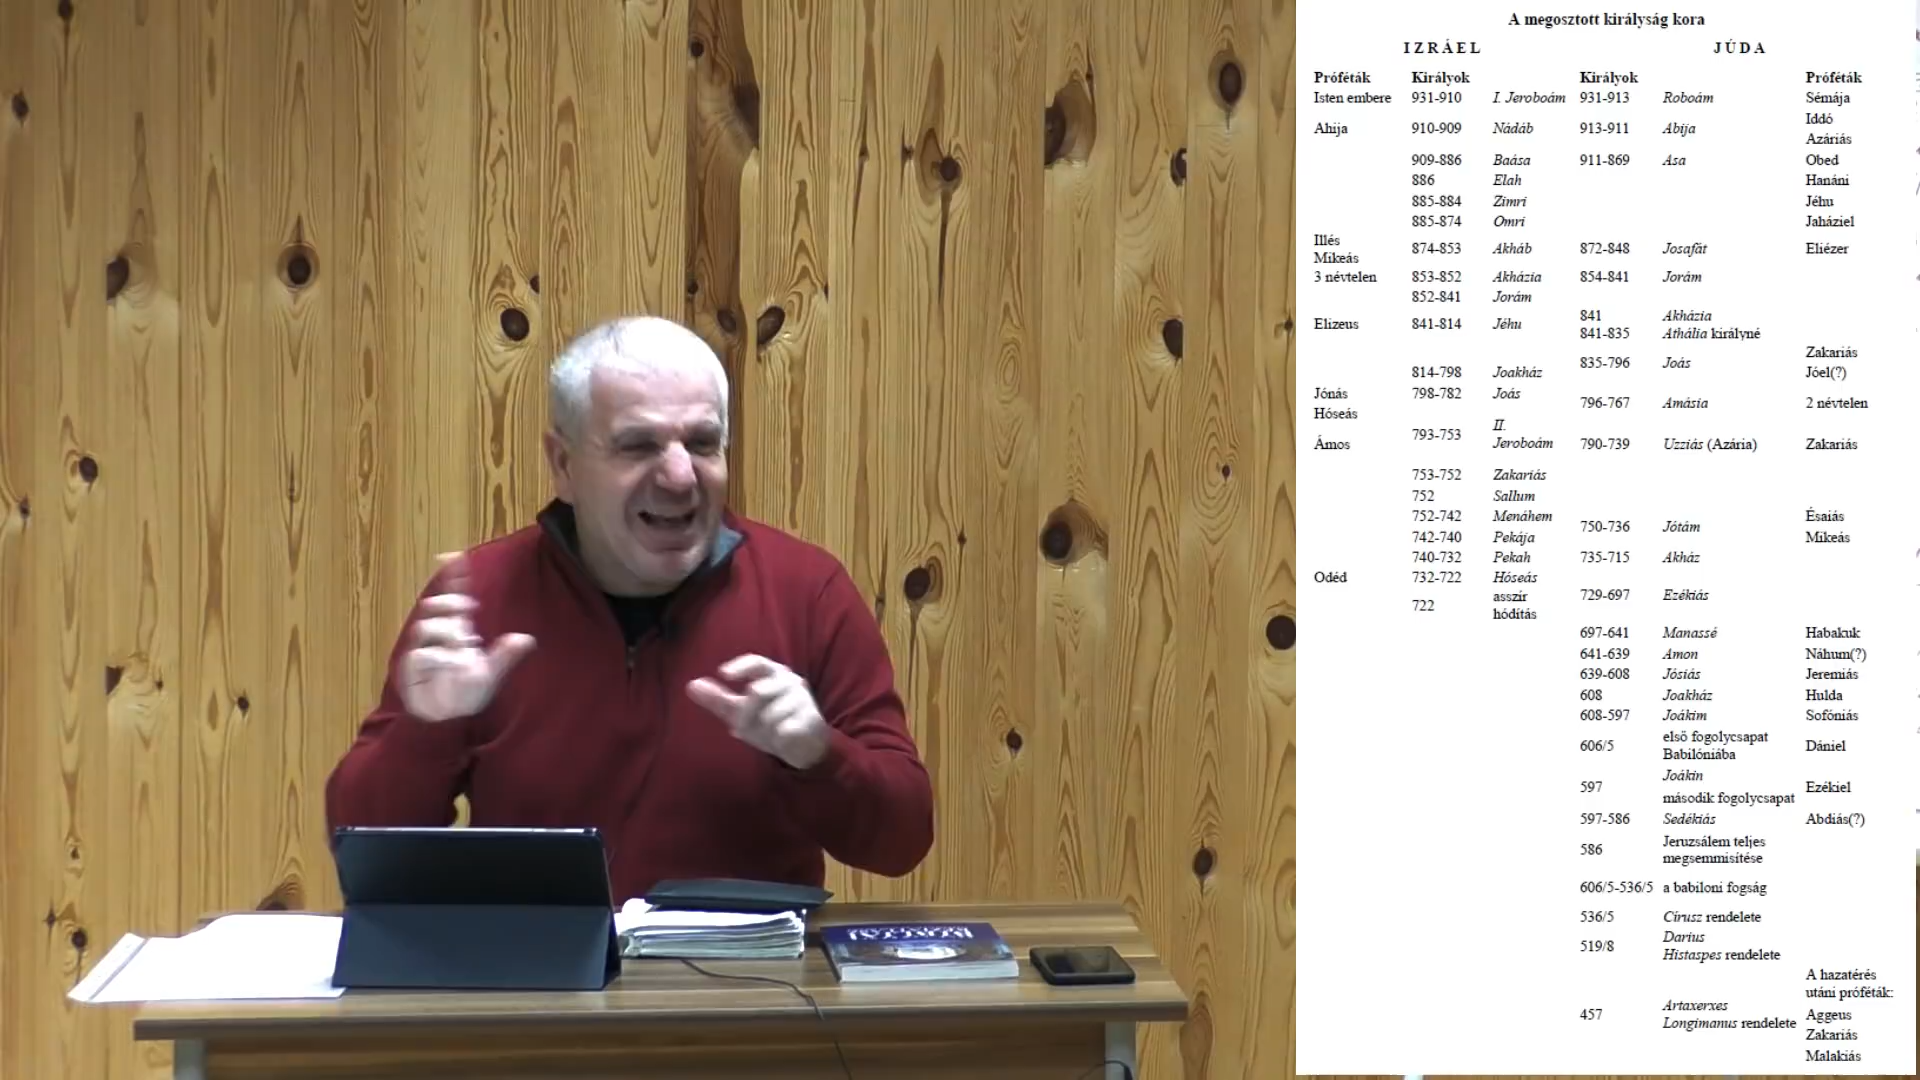 A megosztott királyság kora
IZRÁEL JÚDA
Próféták Királyok Királyok Próféták
Isten embere 931-910 I. Jeroboám 931-913 Roboám Sémája
Iddó
Ahija 910-909 Nádáb 913-911 Abija
Azáriás
909-886 Baása 911-869 Asa Obed
886 Elah Hanáni
885-884 Zimri Jéhu
885-874 Omri Jaháziel
Illés
Mikeás
874-853 Akháb 872-848 Josafát Eliézer
3 névtelen 853-852 Akházia 854-841 Jorám
852-841 Jorám
Elizeus 841-814 Jéhu
841 Akházia
841-835 Athália királyné
835-796 Joás
Zakariás
814-798 Joakház Jóel(?)
Jónás 798-782 Joás
796-767 Amásia 2 névtelen
Hóseás
793-753 II.
Jeroboám
Ámos 790-739 Uzziás (Azária) Zakariás
753-752 Zakariás
752 Sallum
752-742 Menáhem Ésaiás
750-736 Jótám
742-740 Pekája Mikeás
740-732 Pekah 735-715 Akház
Odéd 732-722 Hóseás
722 asszír
hódítás
729-697 Ezékiás
697-641 Manassé Habakuk
641-639 Amon Náhum(?)
639-608 Jósiás Jeremiás
608 Joakház Hulda
608-597 Joákim Sofóniás
606/5 első fogolycsapat
Babilóniába
Dániel
597 Joákin
második fogolycsapat
Ezékiel
597-586 Sedékiás Abdiás(?)
586 Jeruzsálem teljes
megsemmisítése
606/5-536/5 a babiloni fogság
536/5 Círusz rendelete
519/8 Darius
Histaspes rendelete
A hazatérés
utáni próféták:
457 Artaxerxes
Longimanus rendelete
Aggeus
Zakariás
Malakiás